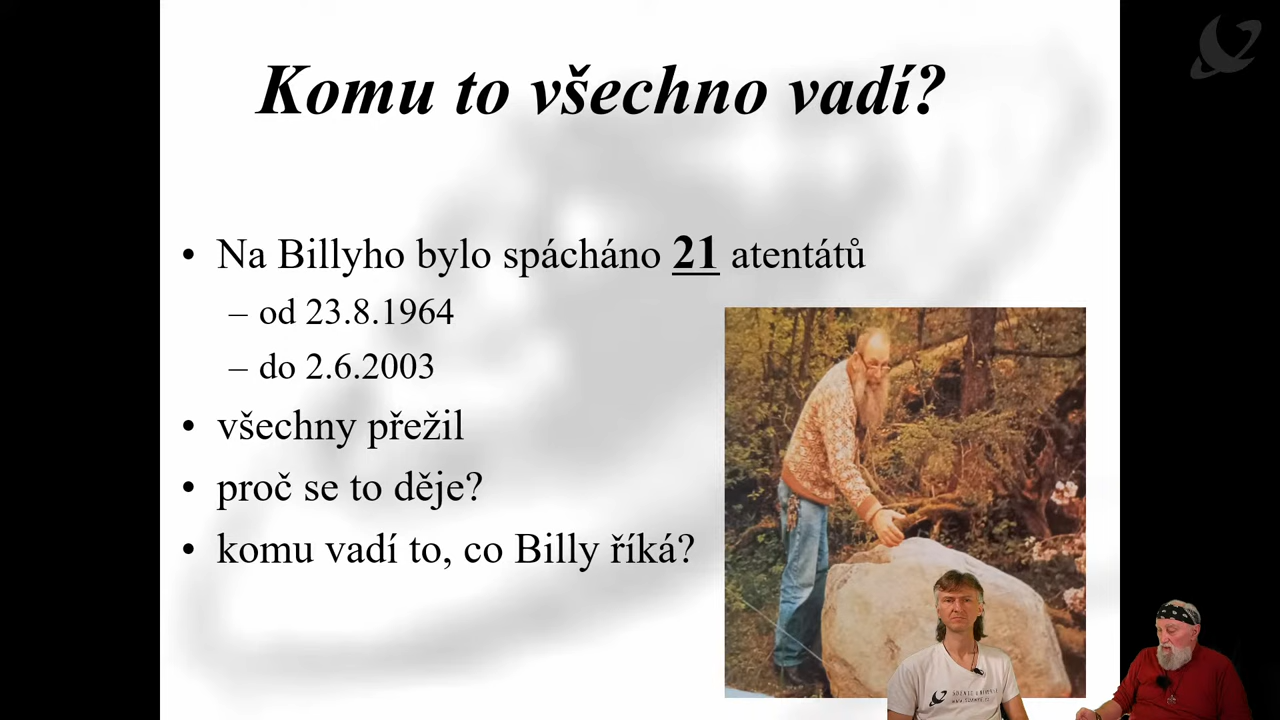 Komu to všechno vadí?
• Na Billyho bylo spácháno 21 atentátů
– od 23.8.1964
– do 2.6.2003
• všechny přežil
• proč se to děje?
• komu vadí to, co Billy říká?